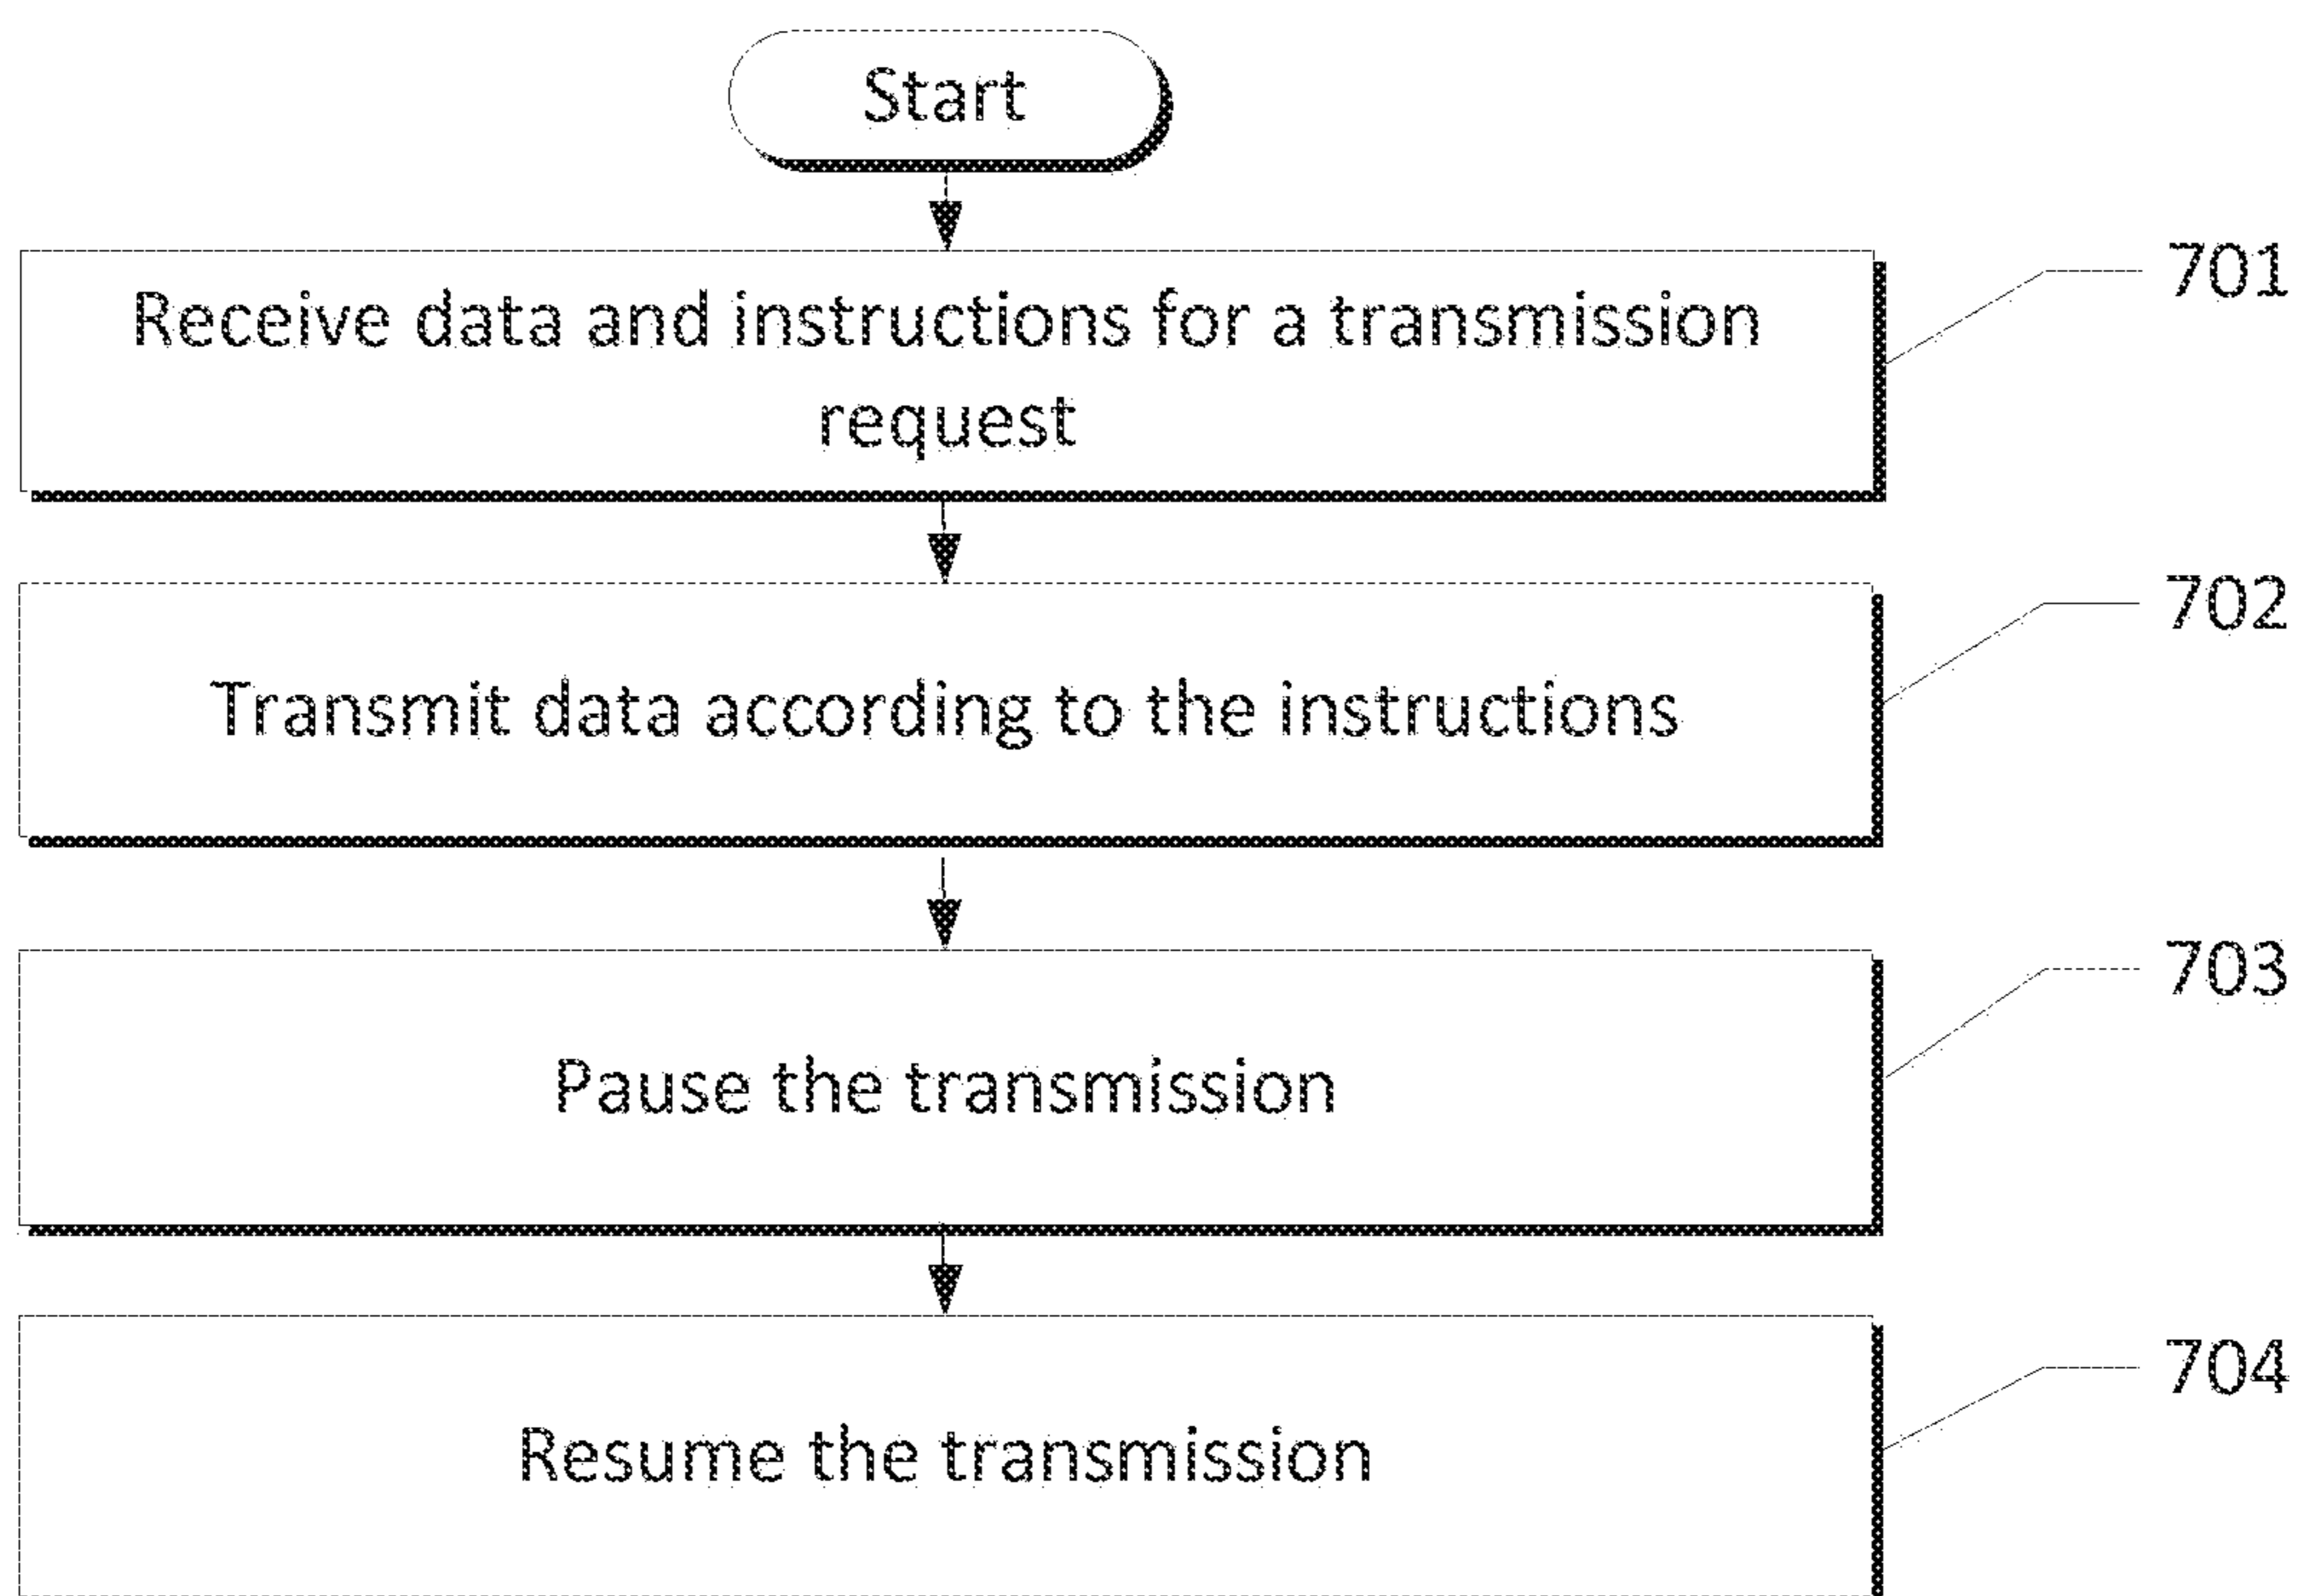 Start
Receive data and instructions for a transmission
request
701
Transmit data according to the instructions
702
Pause the transmission
703
Resume the transmission
704